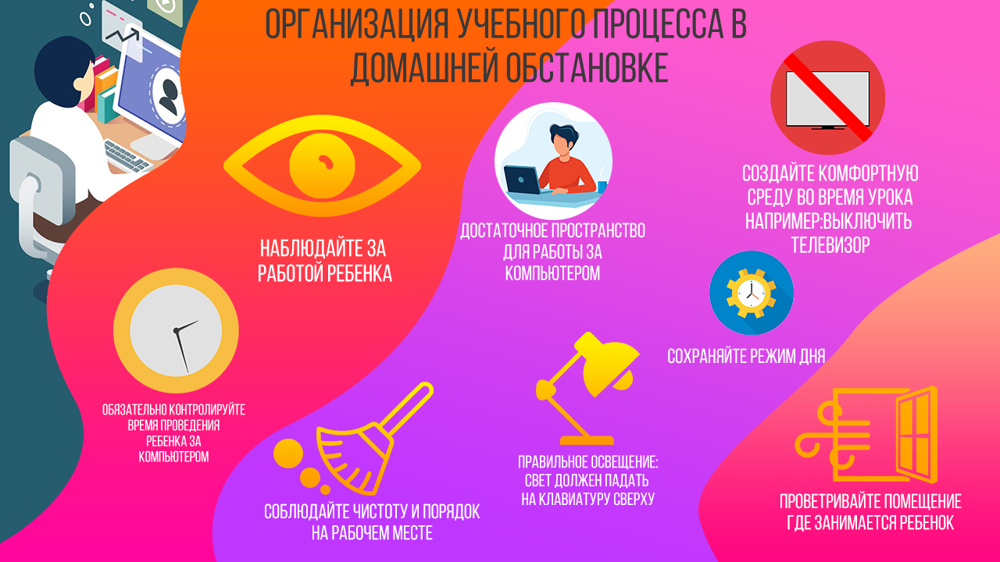 ОРГАНИЗАЦИЯ УЧЕБНОГО ПРОЦЕССА В
ДОМАШНЕЙ ОБСТАНОВКЕ
НАБЛЮДАЙТЕ ЗА
РАБОТОЙ РЕБЕНКА
ДОСТАТОЧНОЕ ПРОСТРАНСТВО
ДЛЯ РАБОТЫ ЗА
КОМПЬЮТЕРОМ
СОЗДАЙТЕ КОМФОРТНУЮ
СРЕДУ ВО ВРЕМЯ УРОКА
НАПРИМЕР:ВЫКЛЮЧИТЬ
ТЕЛЕВИЗОР
СОХРАНЯЙТЕ РЕЖИМ ДНЯ
ОБЯЗАТЕЛЬНО КОНТРОЛИРУЙТЕ
ВРЕМЯ ПРОВЕДЕНИЯ
РЕБЕНКА ЗА
КОМПЬЮТЕРОМ
СОБЛЮДАЙТЕ ЧИСТОТУ И ПОРЯДОК
НА РАБОЧЕМ МЕСТЕ
ПРАВИЛЬНОЕ ОСВЕЩЕНИЕ:
СВЕТ ДОЛЖЕН ПАДАТЬ
НА КЛАВИАТУРУ СВЕРХУ
ПРОВЕТРИВАЙТЕ ПОМЕЩЕНИЕ
ГДЕ ЗАНИМАЕТСЯ РЕБЕНОК